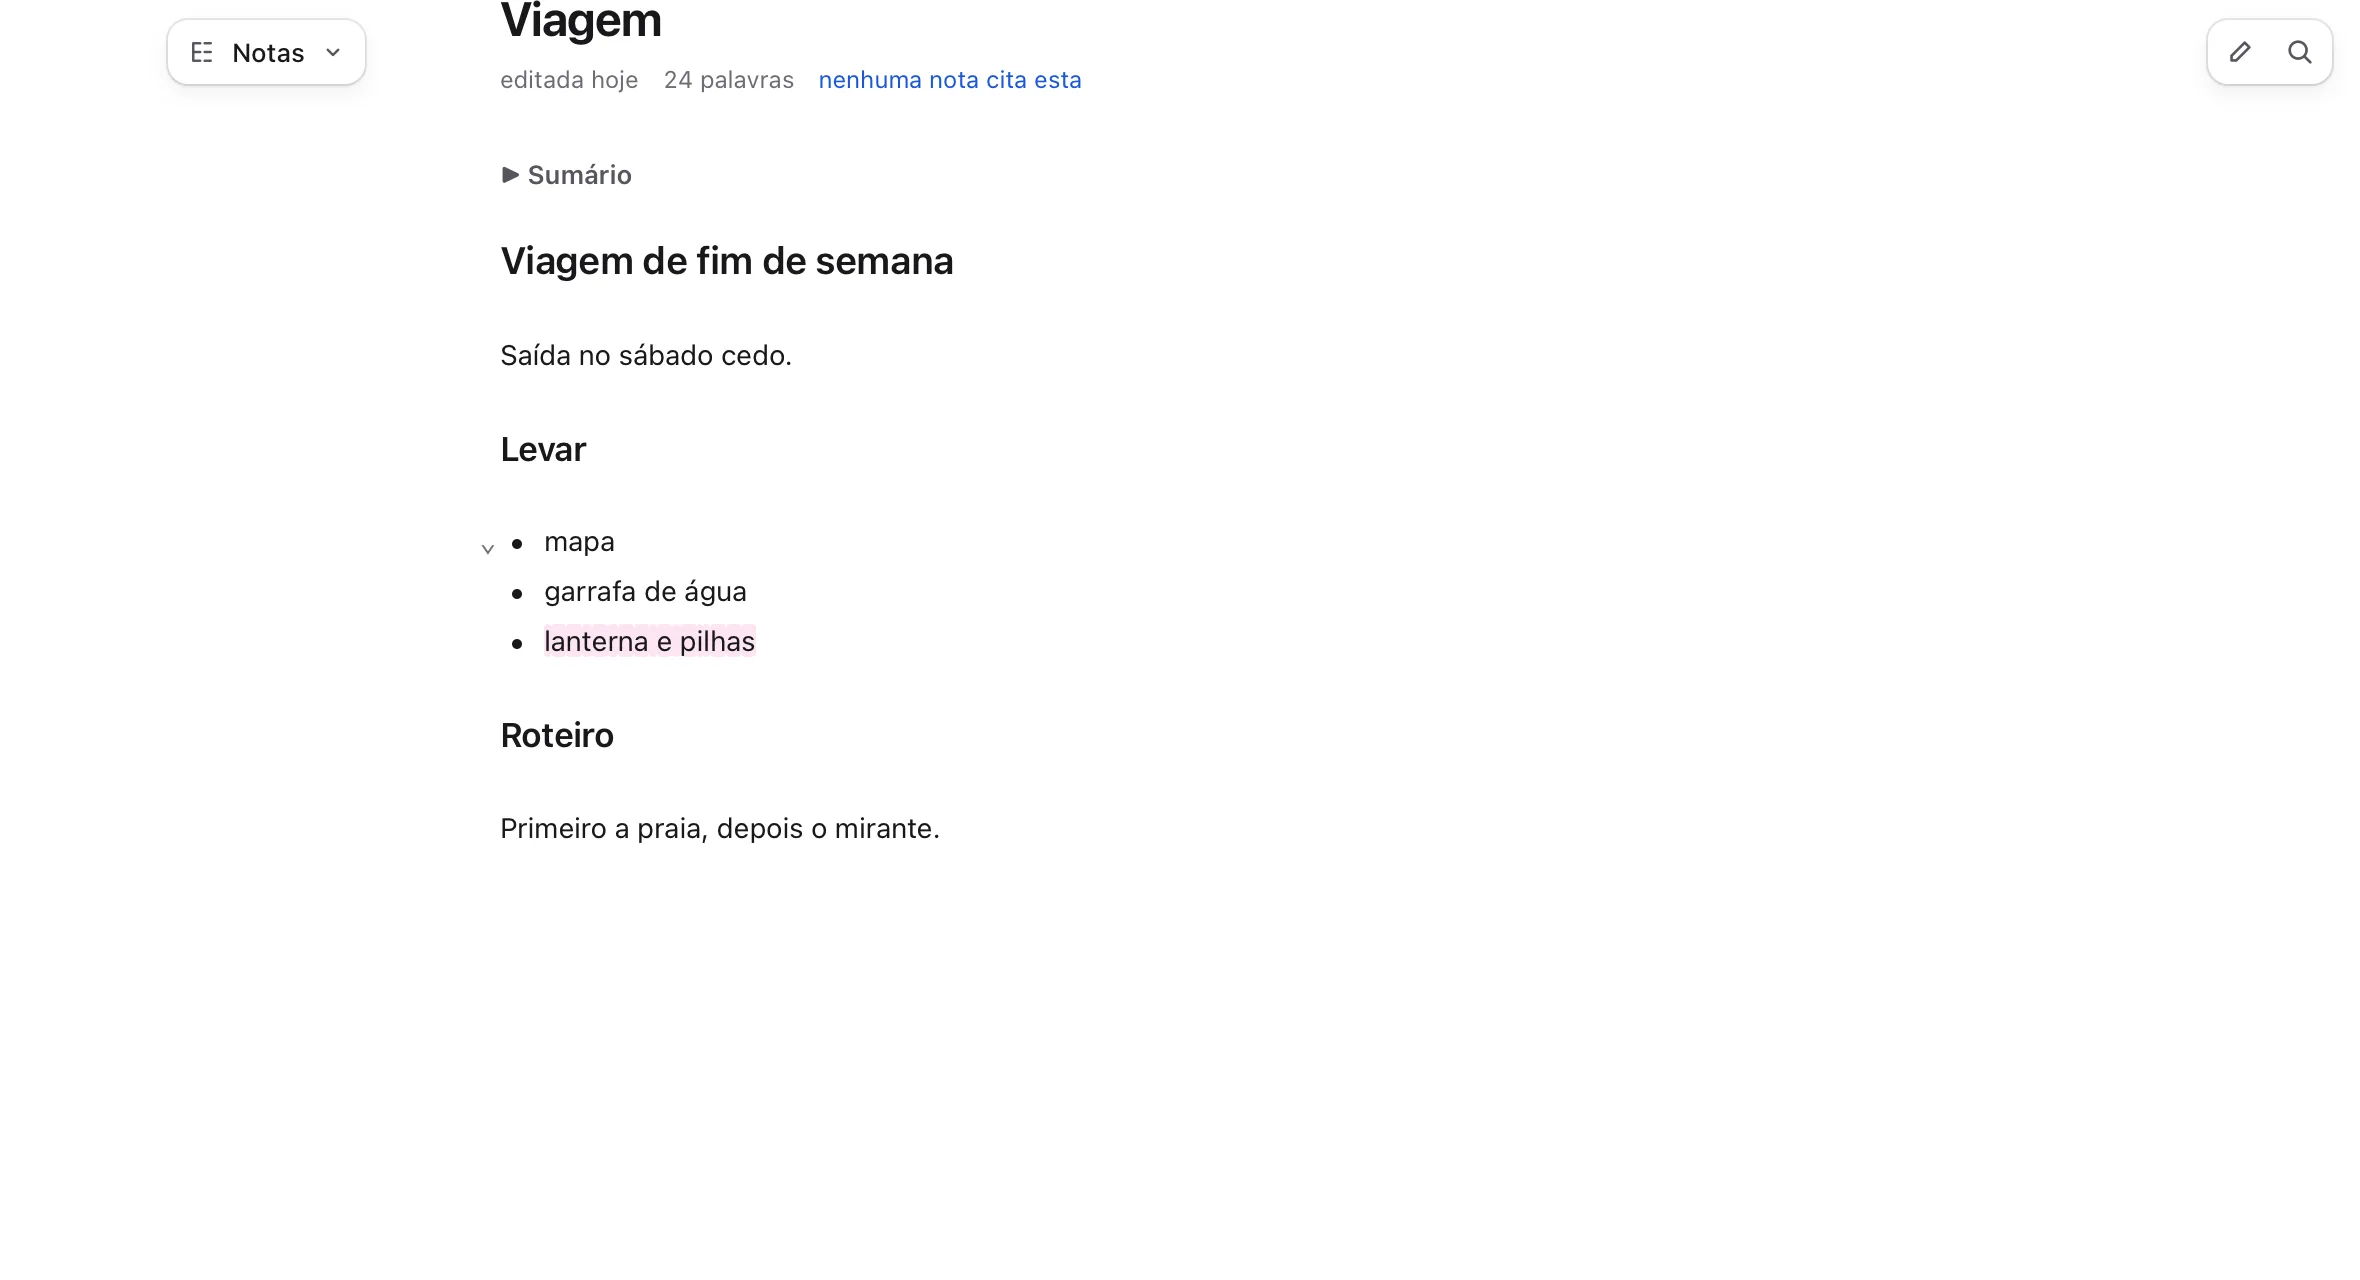 Notas
Viagem
editada hoje 24 palavras nenhuma nota cita esta
Sumário
Viagem de fim de semana
Saída no sábado cedo.
Levar
mapa
garrafa de água
lanterna e pilhas
Roteiro
Primeiro a praia, depois o mirante.